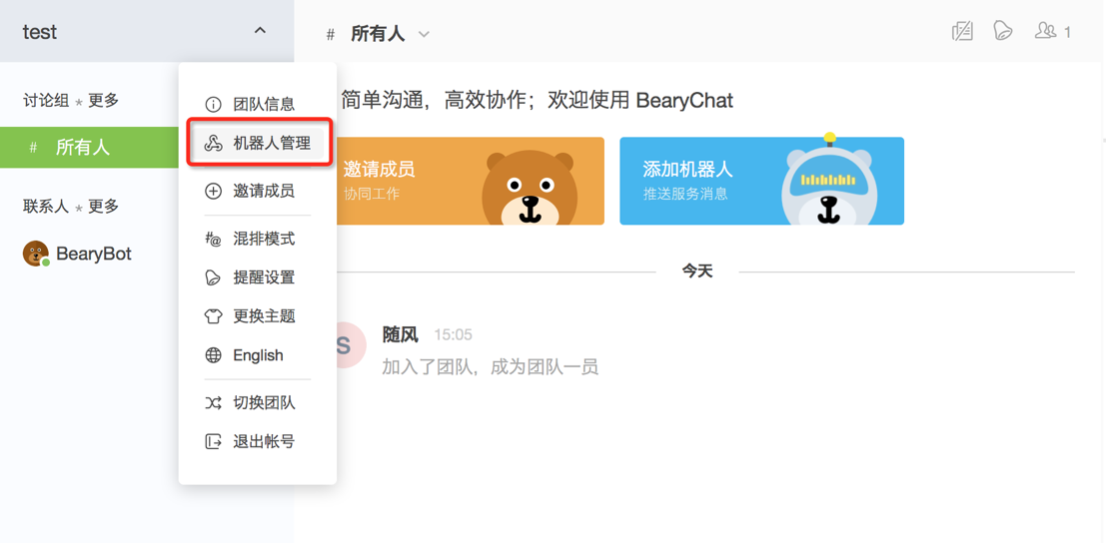 test
# 所有人
1
讨论组 * 更多
# 所有人
联系人 * 更多
BearyBot
团队信息
机器人管理
邀请成员
混排模式
提醒设置
更换主题
English
切换团队
退出帐号
简单沟通，高效协作；欢迎使用 BearyChat
邀请成员
协同工作
添加机器人
推送服务消息
今天
S
随风 15:05
加入了团队，成为团队一员